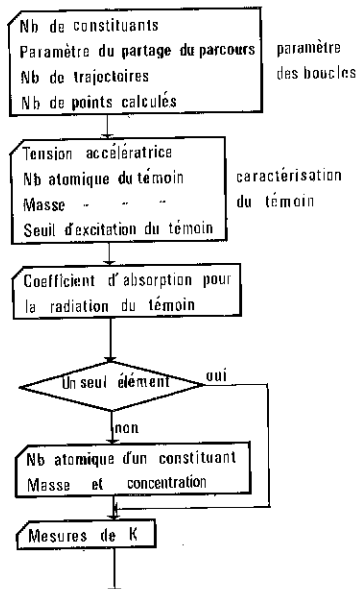 Nb de constituants
Paramètre du partage du parcours
Nb de trajectoires
Nb de points calculés
paramètre
des boucles
Tension accélératrice
Nb atomique du témoin
Masse " " "
Seuil d'excitation du témoin
caractérisation
du témoin
Coefficient d'absorption pour
la radiation du témoin
Un seul élément
oui
non
Nb atomique d'un constituant
Masse et concentration
Mesures de K